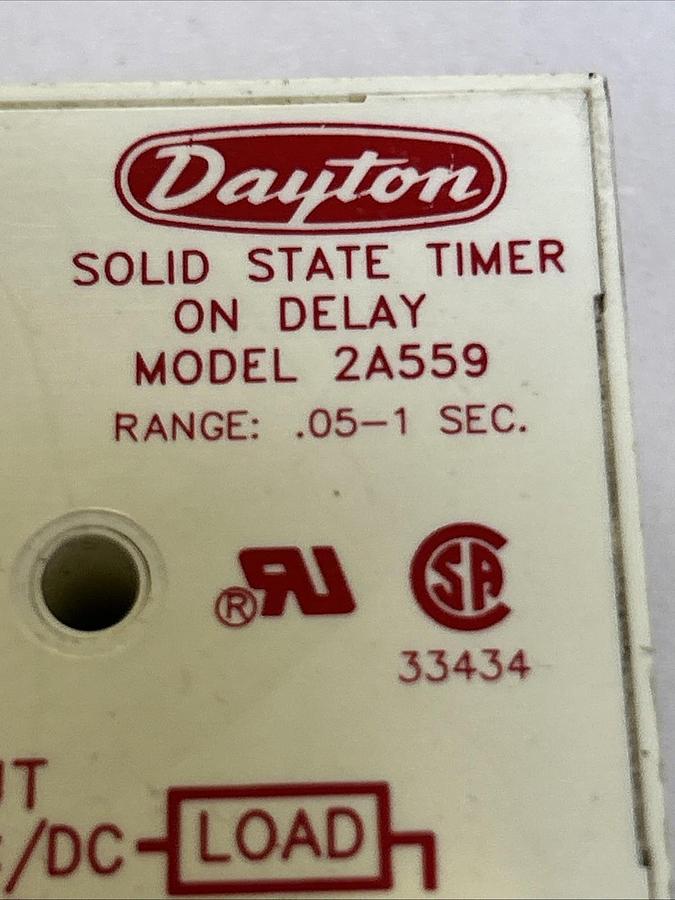 Dayton
SOLID STATE TIMER
ON DELAY
MODEL 2A559
RANGE: .05–1 SEC.
®
33434
/DC
LOAD